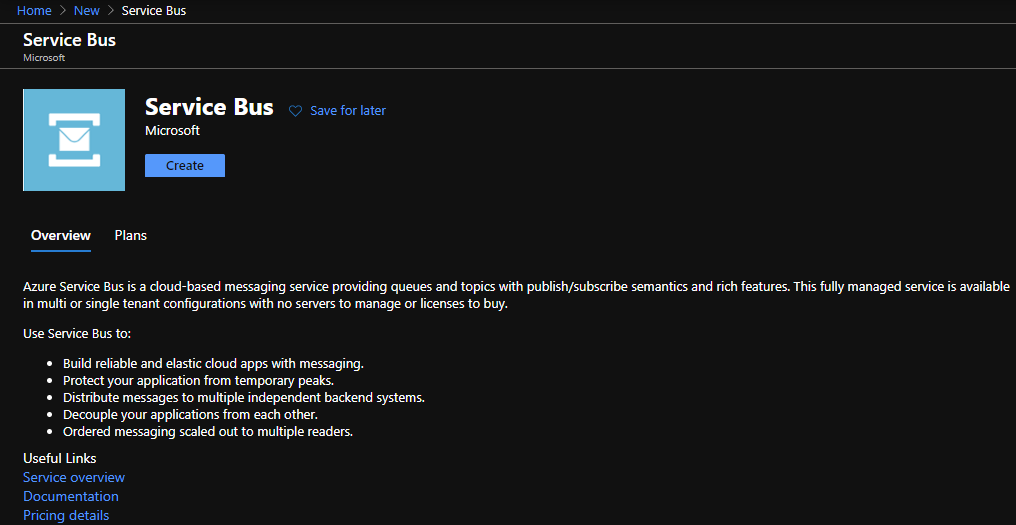 Home > New > Service Bus
Service Bus
Microsoft
Service Bus
Save for later
Microsoft
Create
Overview Plans
Azure Service Bus is a cloud-based messaging service providing queues and topics with publish/subscribe semantics and rich features. This fully managed service is available
in multi or single tenant configurations with no servers to manage or licenses to buy.
Use Service Bus to:
• Build reliable and elastic cloud apps with messaging.
• Protect your application from temporary peaks.
• Distribute messages to multiple independent backend systems.
• Decouple your applications from each other.
• Ordered messaging scaled out to multiple readers.
Useful Links
Service overview
Documentation
Pricing details